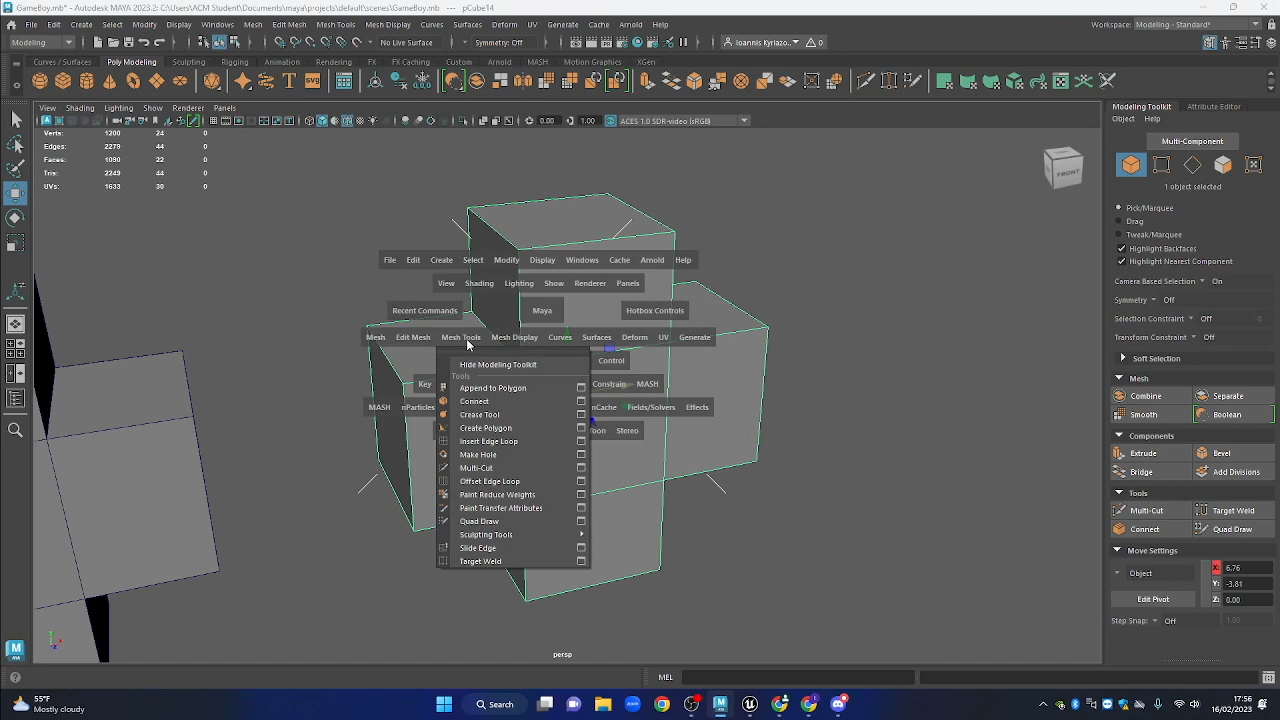 GameBoy.mb* - Autodesk MAYA 2023.2: C:\Users\ACM Student\Documents\maya\projects\default\scenes\GameBoy.mb* --- pCube14
File Edit Create Select Modify Display Windows Mesh Edit Mesh Mesh Tools Mesh Display Curves Surfaces Deform UV Generate Cache Arnold Help
Workspace: Modeling - Standard*
Modeling No Live Surface Symmetry: Off Ioannis Kyriazo... 0
Curves / Surfaces Poly Modeling Sculpting Rigging Animation Rendering FX FX Caching Custom Arnold MASH Motion Graphics XGen
View Shading Lighting Show Renderer Panels
0.00 1.00 ACES 1.0 SDR-video (sRGB)
Verts: 1200 24 0
Edges: 2279 44 0
Faces: 1090 22 0
Tris: 2249 44 0
UVs: 1633 30 0
FRONT
File Edit Create Select Modify Display Windows Cache Arnold Help
View Shading Lighting Show Renderer Panels
Recent Commands Maya Hotbox Controls
Mesh Edit Mesh Mesh Tools Mesh Display Curves Surfaces Deform UV Generate
Control
Key Constrain MASH
MASH nParticles nCache Fields/Solvers Effects
Toon Stereo
Hide Modeling Toolkit
Tools
Append to Polygon
Connect
Crease Tool
Create Polygon
Insert Edge Loop
Make Hole
Multi-Cut
Offset Edge Loop
Paint Reduce Weights
Paint Transfer Attributes
Quad Draw
Sculpting Tools
Slide Edge
Target Weld
persp
Modeling Toolkit Attribute Editor
Object Help
Multi-Component
1 object selected
Pick/Marquee
Drag
Tweak/Marquee
Highlight Backfaces
Highlight Nearest Component
Camera Based Selection Off
Symmetry Off
Selection Constraint Off
Transform Constraint Off
Soft Selection
Mesh
Combine Separate
Smooth Boolean
Components
Extrude Bevel
Bridge Add Divisions
Tools
Multi-Cut Target Weld
Connect Quad Draw
Move Settings
Object
X: 6.76
Y: -3.81
Z: 0.00
Edit Pivot
Step Snap: Off 1.00
MEL
55°F
Mostly cloudy
Search
zoom
17:56
16/02/2023